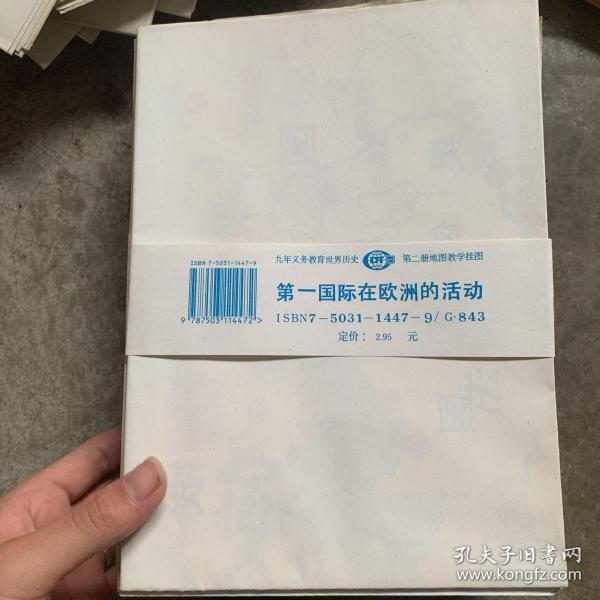 ISBN 7-5031-1447-9
九年义务教育世界历史 第二册地图教学挂图
第一国际在欧洲的活动
ISBN7-5031-1447-9/G·843
9 787503 114472 >
定价: 2.95 元
孔夫子旧书网
www.kongfz.com